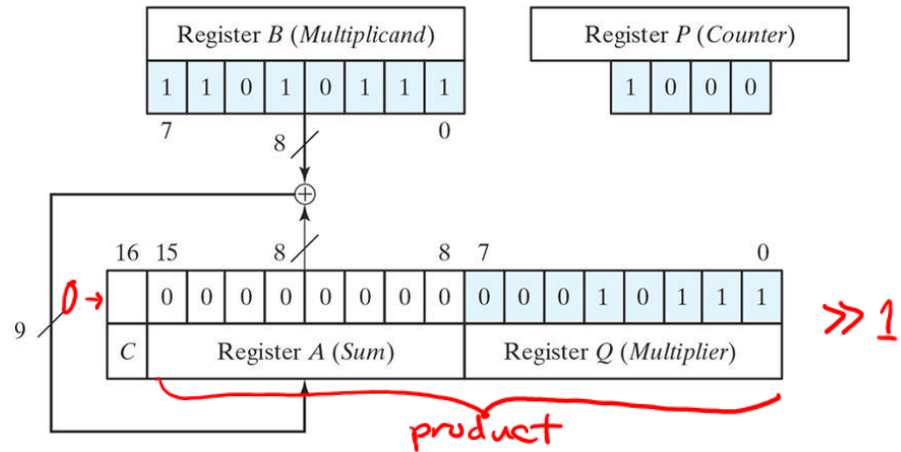 Register B (Multiplicand) Register P (Counter)
1 1 0 1 0 1 1 1 1 0 0 0
7 8 0
+
16 15 8 8 7 0
0 → 0 0 0 0 0 0 0 0 0 0 0 1 0 1 1 1 >> 1
9
C Register A (Sum) Register Q (Multiplier)
product